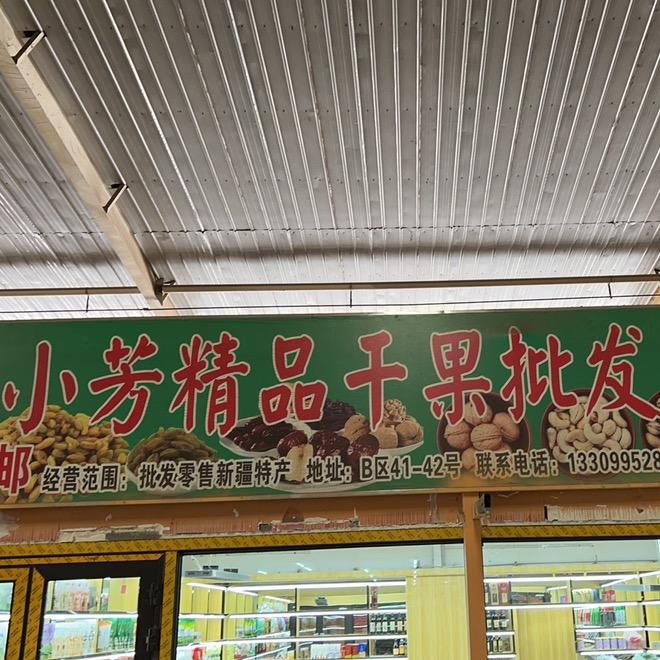 小芳精品干果批发
邮 经营范围：批发零售新疆特产 地址：B区41-42号 联系电话：133099528